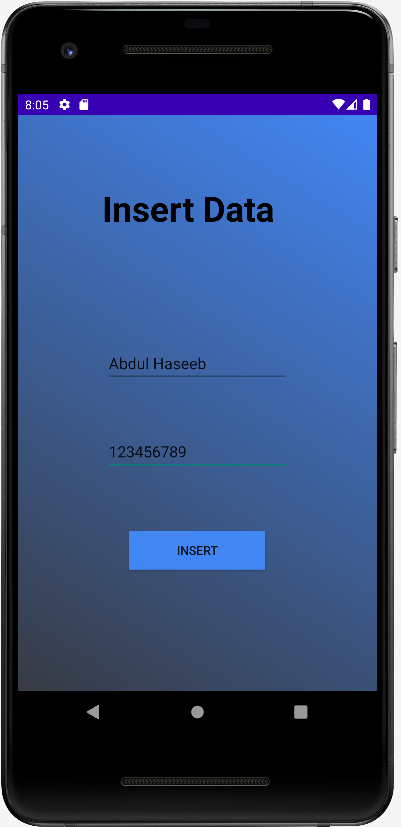 8:05
Insert Data
Abdul Haseeb
123456789
INSERT